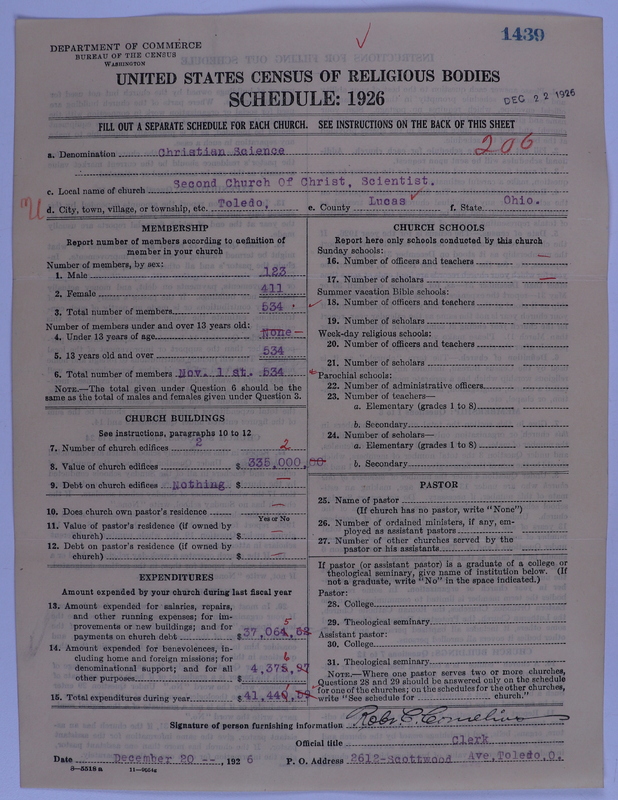 1439
DEPARTMENT OF COMMERCE
BUREAU OF THE CENSUS
WASHINGTON
UNITED STATES CENSUS OF RELIGIOUS BODIES
SCHEDULE: 1926
DEC 22 1926
FILL OUT A SEPARATE SCHEDULE FOR EACH CHURCH. SEE INSTRUCTIONS ON THE BACK OF THIS SHEET
206
a. Denomination Christian Science
c. Local name of church Second Church Of Christ, Scientist.
d. City, town, village, or township, etc. Toledo, e. County Lucas f. State Ohio.
MEMBERSHIP
Report number of members according to definition of
member in your church
Number of members, by sex:
1. Male 123
2. Female 411
3. Total number of members 534
Number of members under and over 13 years old:
4. Under 13 years of age None
5. 13 years old and over 534
6. Total number of members Nov. 1 st. 534
NOTE.—The total given under Question 6 should be
same as the total of males and females given under Question 3.
CHURCH BUILDINGS
See instructions, paragraphs 10 to 12
7. Number of church edifices 2 2
8. Value of church edifices $ 335,000,00
9. Debt on church edifices Nothing $ —
10. Does church own pastor's residence —
Yes or No
11. Value of pastor's residence (if owned by
church) $ —
12. Debt on pastor's residence (if owned by
church) $ —
EXPENDITURES
Amount expended by your church during last fiscal year
13. Amount expended for salaries, repairs,
and other running expenses; for im-
provements or new buildings; and for
payments on church debt $ 37,064, 5
14. Amount expended for benevolences, in-
cluding home and foreign missions; for
denominational support; and for all
other purposes $ 4,375, 6
15. Total expenditures during year $
CHURCH SCHOOLS
Report here only schools conducted by this church
Sunday schools:
16. Number of officers and teachers —
17. Number of scholars —
Summer vacation Bible schools:
18. Number of officers and teachers
19. Number of scholars
Week-day religious schools:
20. Number of officers and teachers
21. Number of scholars
Parochial schools:
22. Number of administrative officers
23. Number of teachers—
a. Elementary (grades 1 to 8)
b. Secondary
24. Number of scholars—
a. Elementary (grades 1 to 8)
b. Secondary
PASTOR
25. Name of pastor
(If church has no pastor, write "None")
26. Number of ordained ministers, if any, em-
ployed as assistant pastors
27. Number of other churches served by the
pastor or his assistants
If pastor (or assistant pastor) is a graduate of a college or
theological seminary, give name of institution below. (If
not a graduate, write "No" in the space indicated.)
Pastor:
28. College
29. Theological seminary
Assistant pastor:
30. College
31. Theological seminary
NOTE.—Where one pastor serves two or more churches,
Questions 28 and 29 should be answered only on the schedule
for one of the churches; on the schedules for the other churches,
write "See schedule for church."
Signature of person furnishing information Robt C. Cornelius
Official title Clerk
Date December 20 --, 1926 P. O. Address 2612-Scottwood Ave,Toledo,O.
8—5518 a 11—9664